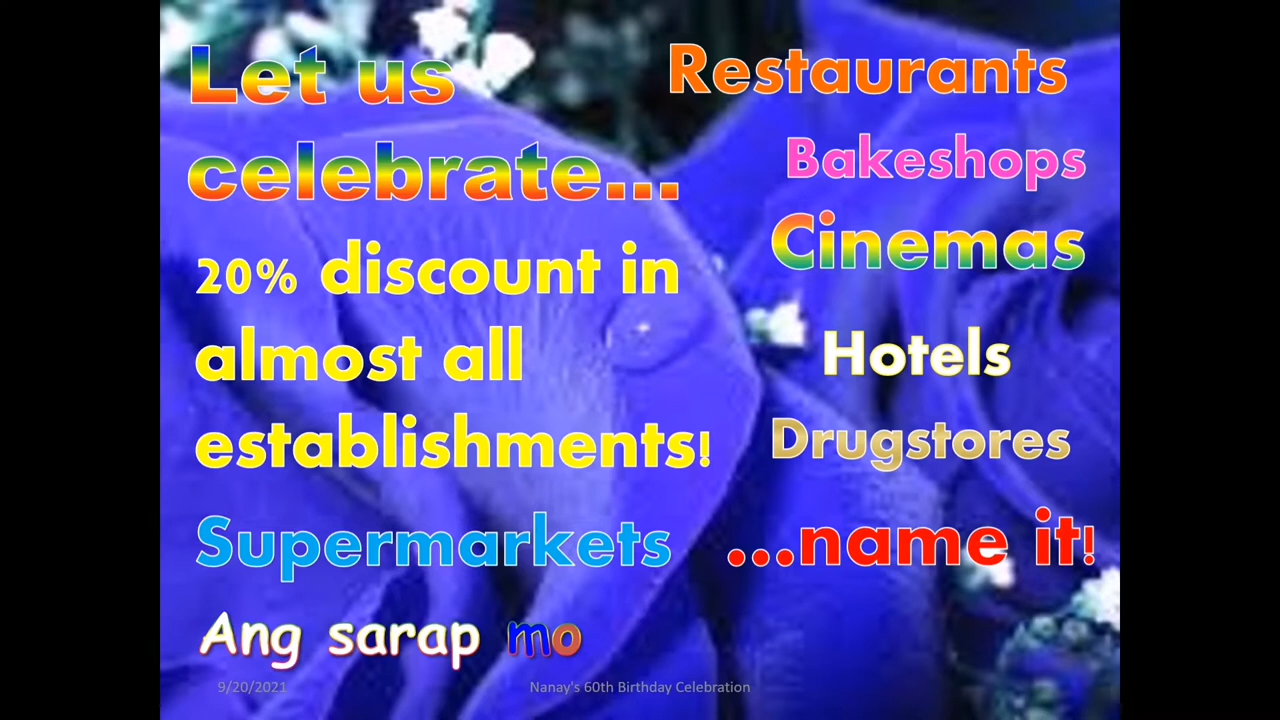 Let us
celebrate...
20% discount in
almost all
establishments!
Supermarkets
Ang sarap mo
Restaurants
Bakeshops
Cinemas
Hotels
Drugstores
...name it!
9/20/2021
Nanay's 60th Birthday Celebration